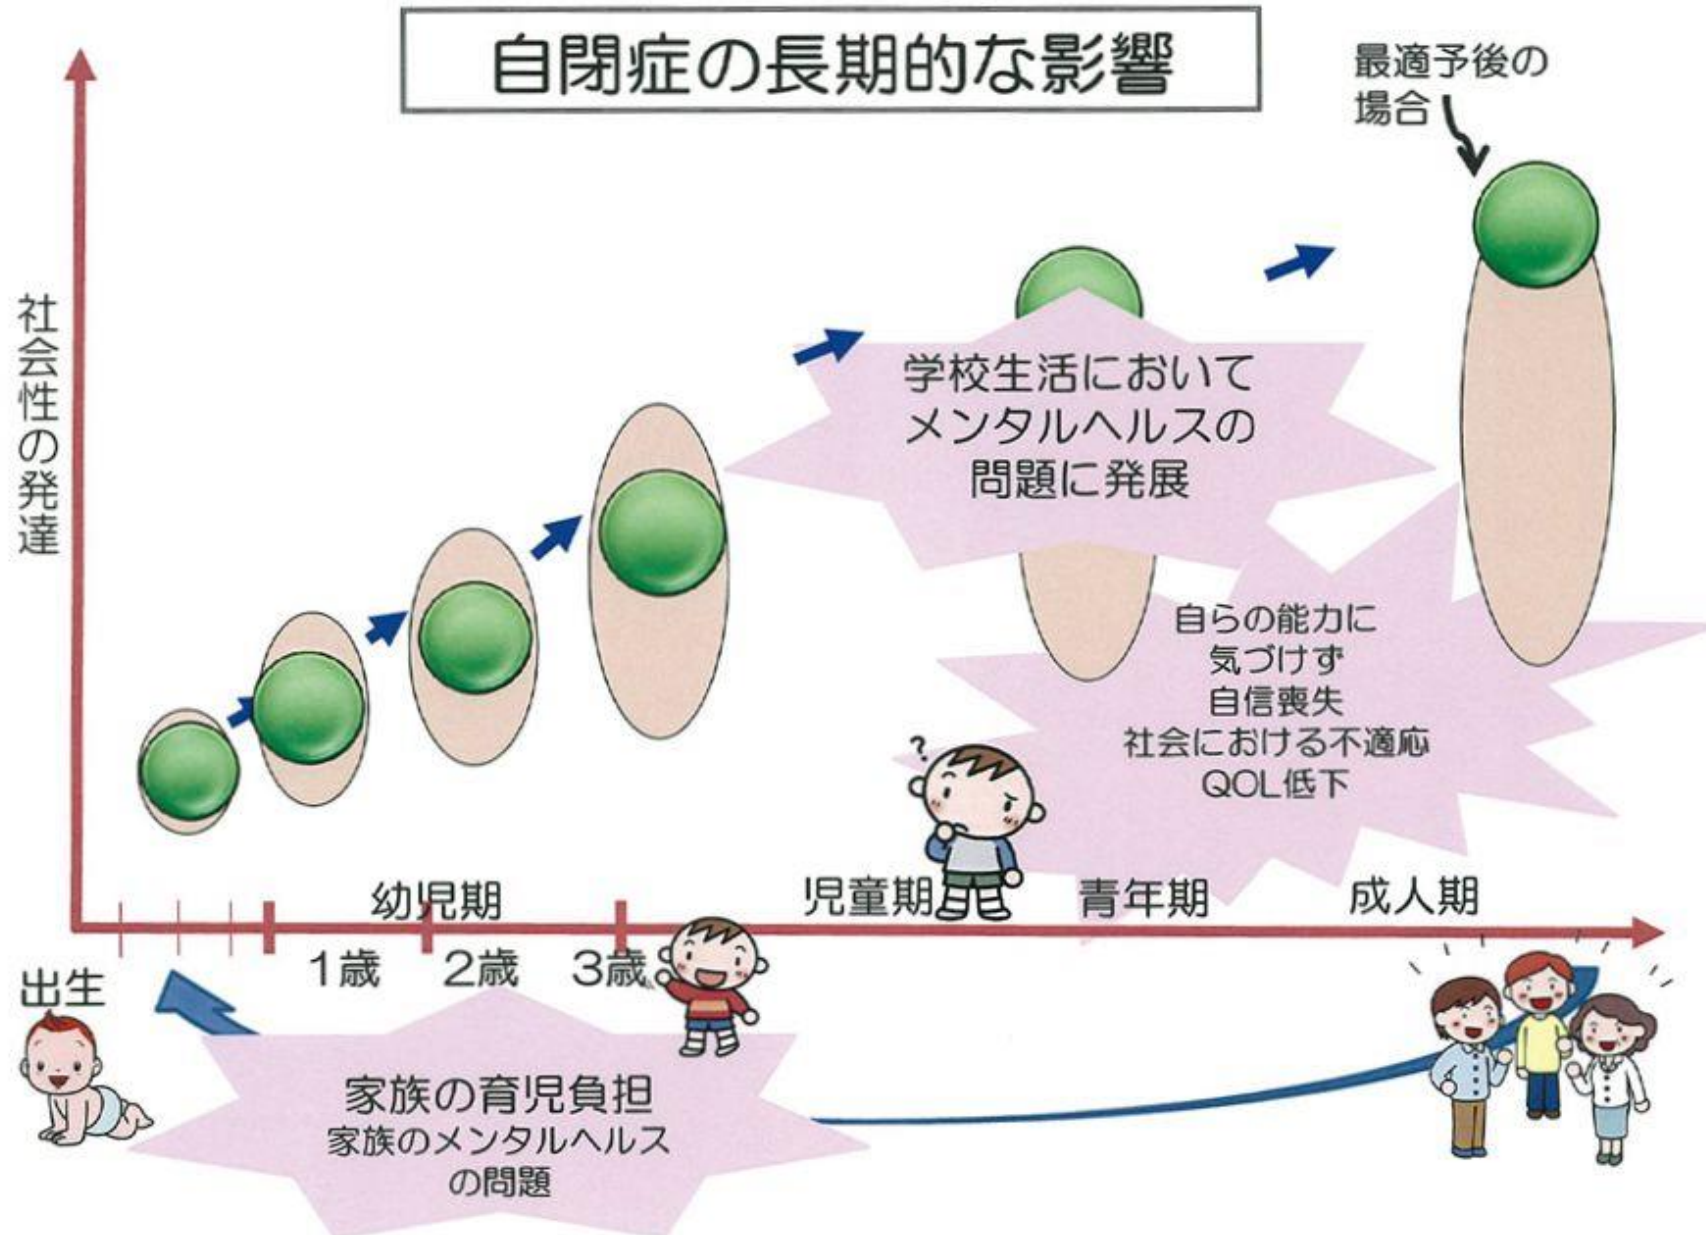 自閉症の長期的な影響
最適予後の
場合
社会性の発達
学校生活において
メンタルヘルスの
問題に発展
自らの能力に
気づけず
自信喪失
社会における不適応
QOL低下
?
幼児期
児童期
青年期
成人期
1歳
2歳
3歳
出生
家族の育児負担
家族のメンタルヘルス
の問題